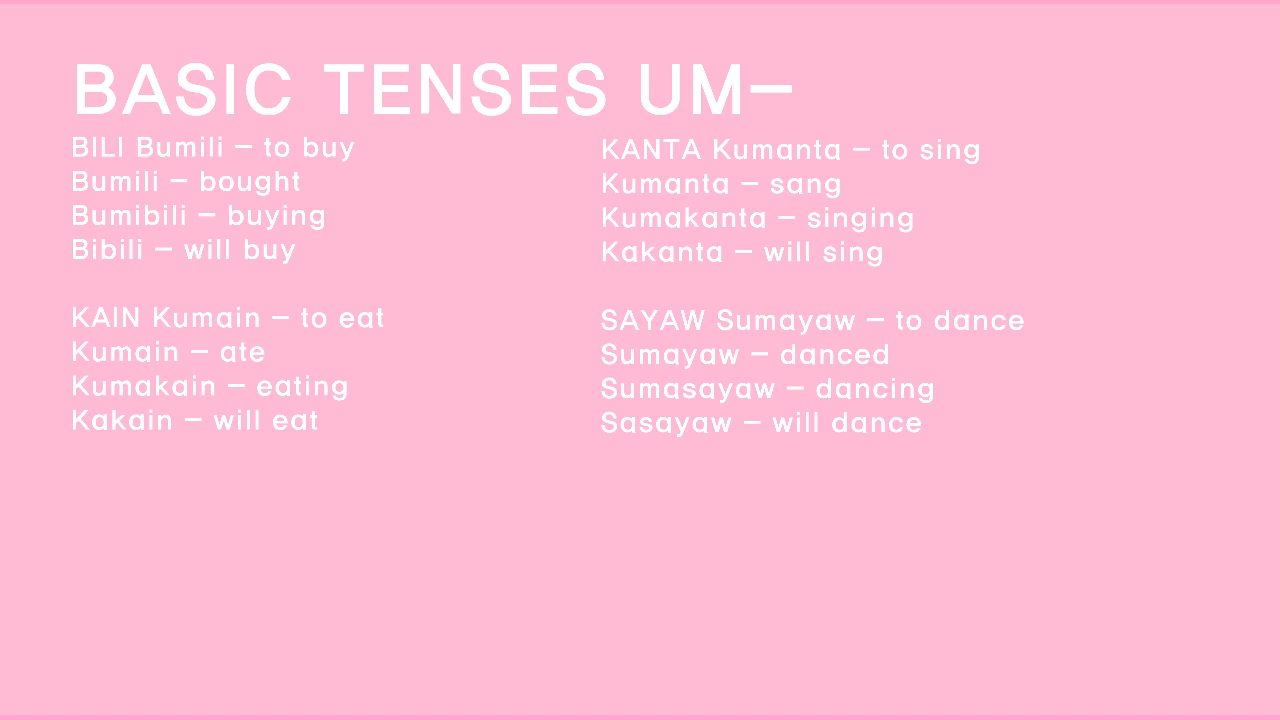 BASIC TENSES UM–
BILI Bumili – to buy
Bumili – bought
Bumibili – buying
Bibili – will buy
KAIN Kumain – to eat
Kumain – ate
Kumakain – eating
Kakain – will eat
KANTA Kumanta – to sing
Kumanta – sang
Kumakanta – singing
Kakanta – will sing
SAYAW Sumayaw – to dance
Sumayaw – danced
Sumasayaw – dancing
Sasayaw – will dance